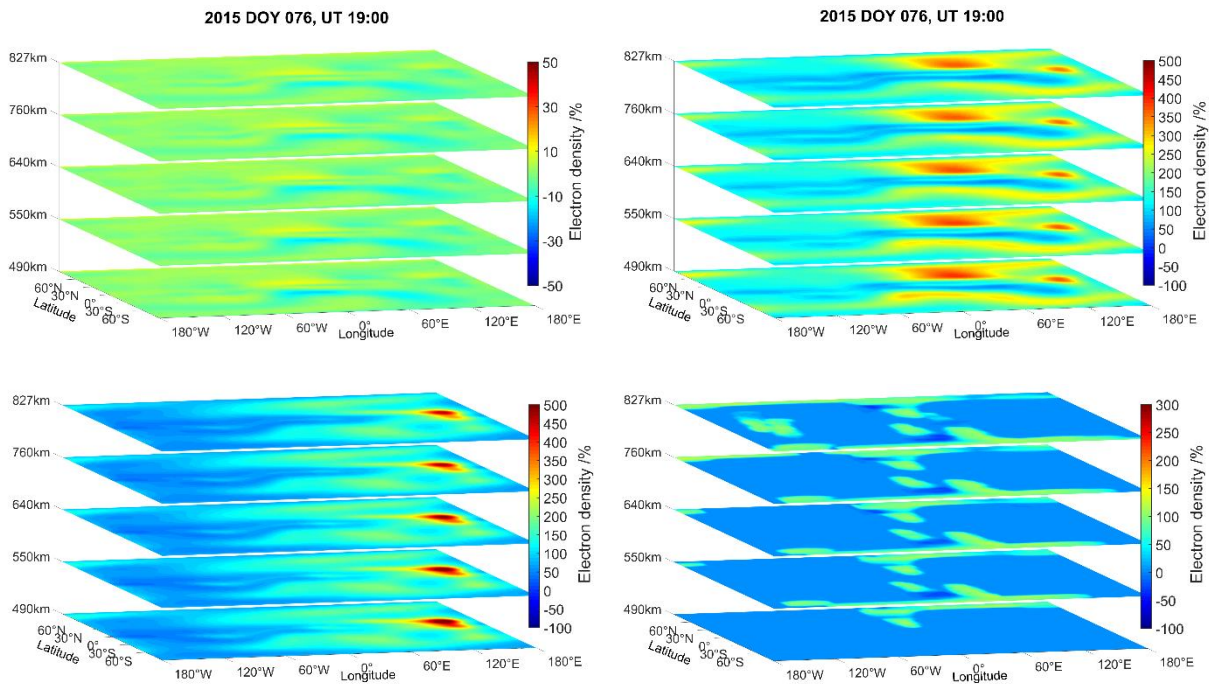 2015 DOY 076, UT 19:00
827km
760km
640km
550km
490km
60°N
30°N
0°
30°S
60°S
Latitude
180°W
120°W
60°W
0°
60°E
120°E
180°E
Longitude
50
30
10
-10
-30
-50
Electron density /%
2015 DOY 076, UT 19:00
827km
760km
640km
550km
490km
60°N
30°N
0°
30°S
60°S
Latitude
180°W
120°W
60°W
0°
60°E
120°E
180°E
Longitude
500
450
400
350
300
250
200
150
100
50
0
-50
-100
Electron density /%
827km
760km
640km
550km
490km
60°N
30°N
0°
30°S
60°S
Latitude
180°W
120°W
60°W
0°
60°E
120°E
180°E
Longitude
500
450
400
350
300
250
200
150
100
50
0
-50
-100
Electron density /%
827km
760km
640km
550km
490km
60°N
30°N
0°
30°S
60°S
Latitude
180°W
120°W
60°W
0°
60°E
120°E
180°E
Longitude
300
250
200
150
100
50
0
-50
-100
Electron density /%